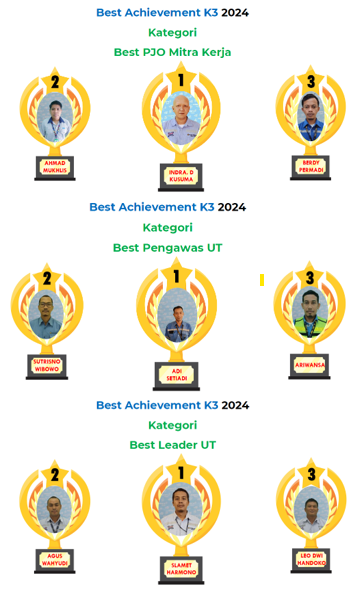 Best Achievement K3 2024
Kategori
Best PJO Mitra Kerja
2
1
3
AHMAD
MUKHLIS
INDRA. D
KUSUMA
BERDY
FERMADI
Best Achievement K3 2024
Kategori
Best Pengawas UT
2
1
3
SUTRISNO
WIBOWO
ADI
SETIADI
ARIWANSA
Best Achievement K3 2024
Kategori
Best Leader UT
2
1
3
AGUS
WAHYUDI
SLAMET
HARMONO
LEO DWI
HANDOKO